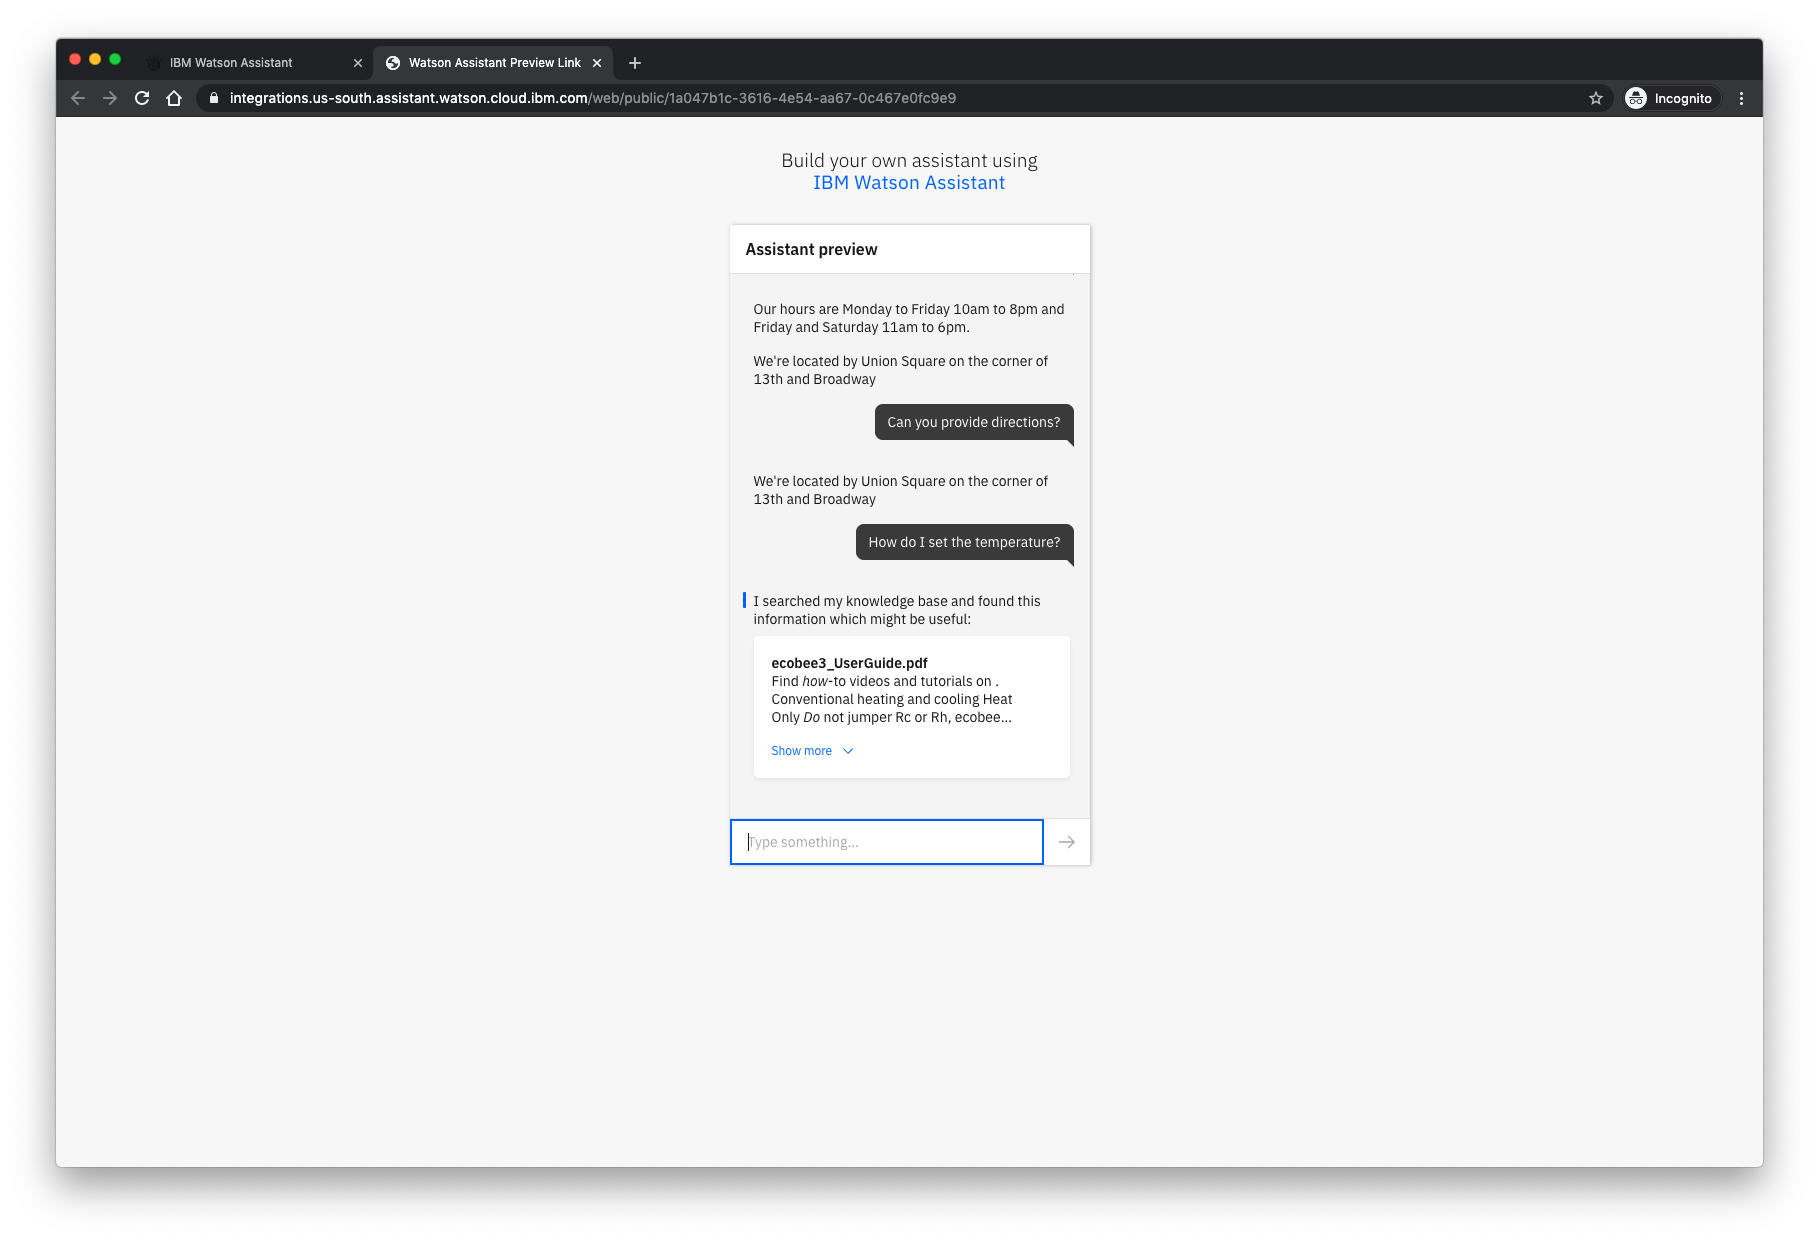 IBM Watson Assistant
Watson Assistant Preview Link
integrations.us-south.assistant.watson.cloud.ibm.com/web/public/1a047b1c-3616-4e54-aa67-0c467e0fc9e9
Incognito
Build your own assistant using
IBM Watson Assistant
Assistant preview
Our hours are Monday to Friday 10am to 8pm and
Friday and Saturday 11am to 6pm.
We're located by Union Square on the corner of
13th and Broadway
Can you provide directions?
We're located by Union Square on the corner of
13th and Broadway
How do I set the temperature?
I searched my knowledge base and found this
information which might be useful:
ecobee3_UserGuide.pdf
Find how-to videos and tutorials on .
Conventional heating and cooling Heat
Only Do not jumper Rc or Rh, ecobee...
Show more
Type something...